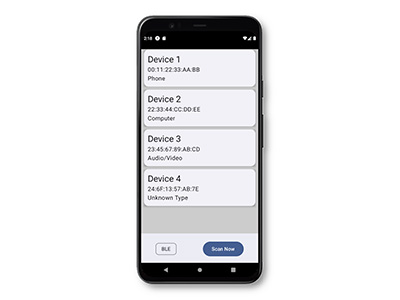 2:18
Device 1
00:11:22:33:AA:BB
Phone
Device 2
22:33:44:CC:DD:EE
Computer
Device 3
23:45:67:89:AB:CD
Audio/Video
Device 4
24:6F:13:57:AB:7E
Unknown Type
BLE
Scan Now